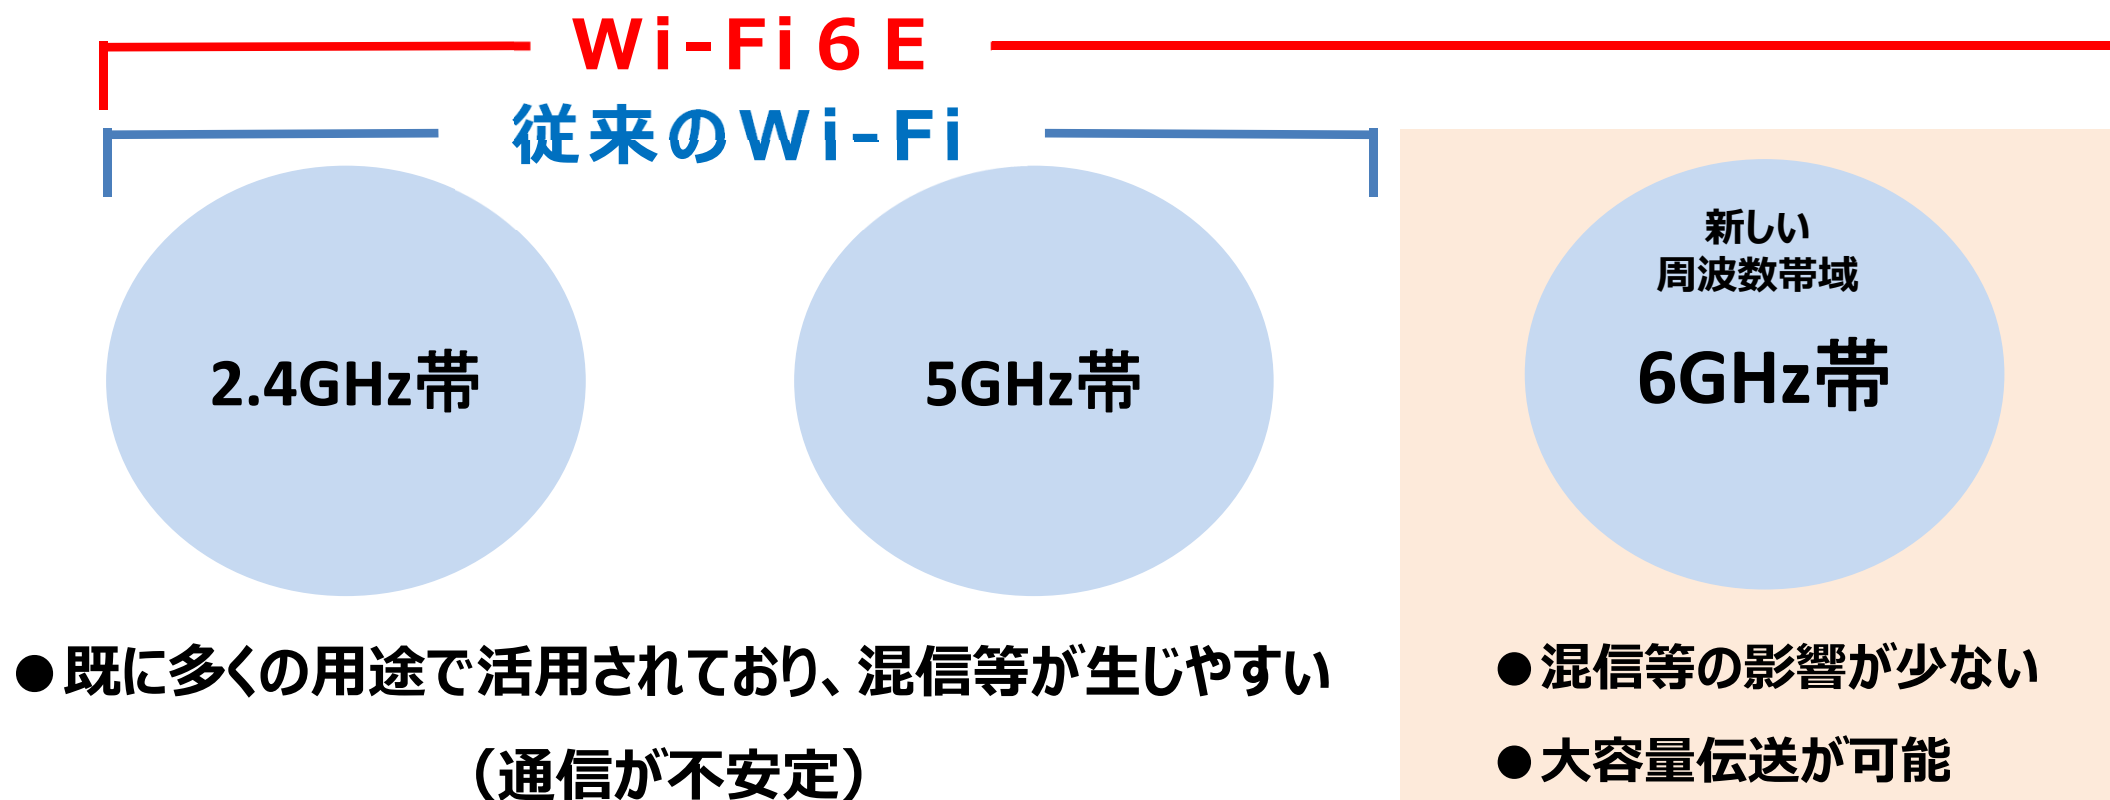 Wi-Fi６E
従来のWi-Fi
2.4GHz帯
5GHz帯
新しい
周波数帯域
6GHz帯
●既に多くの用途で活用されており、混信等が生じやすい
（通信が不安定）
●混信等の影響が少ない
●大容量伝送が可能